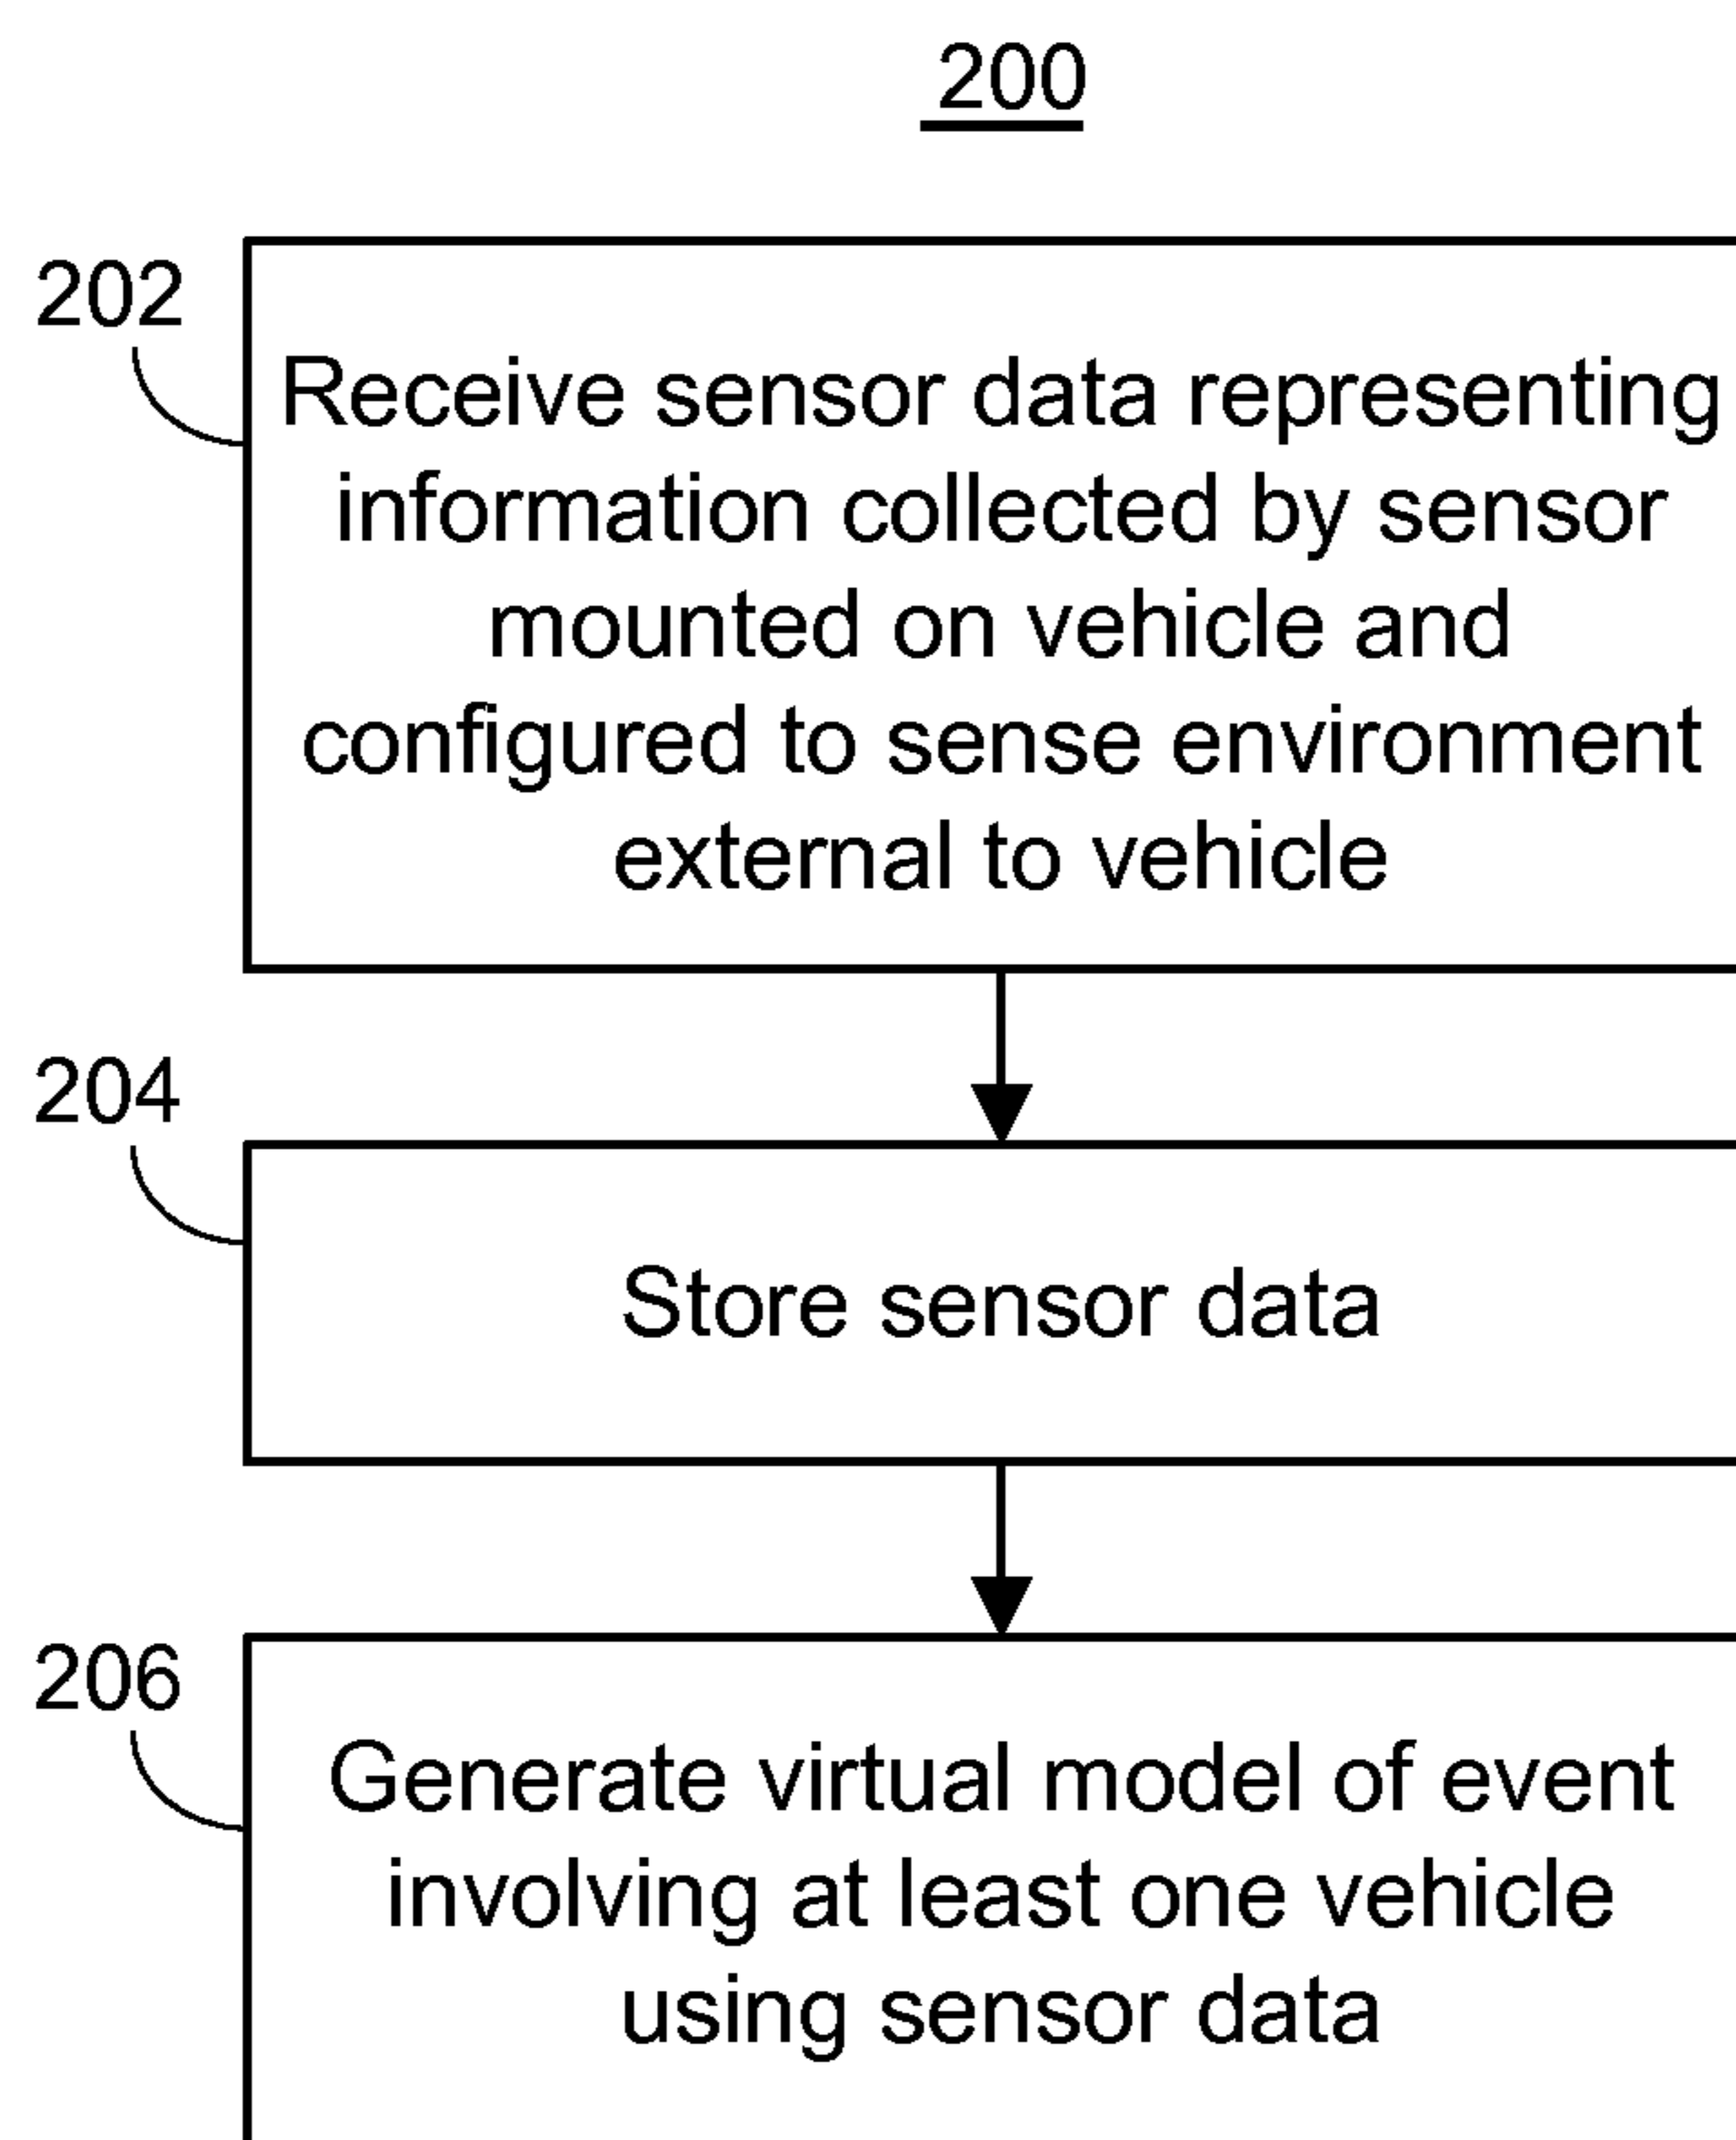 200
202
Receive sensor data representing
information collected by sensor
mounted on vehicle and
configured to sense environment
external to vehicle
204
Store sensor data
206
Generate virtual model of event
involving at least one vehicle
using sensor data